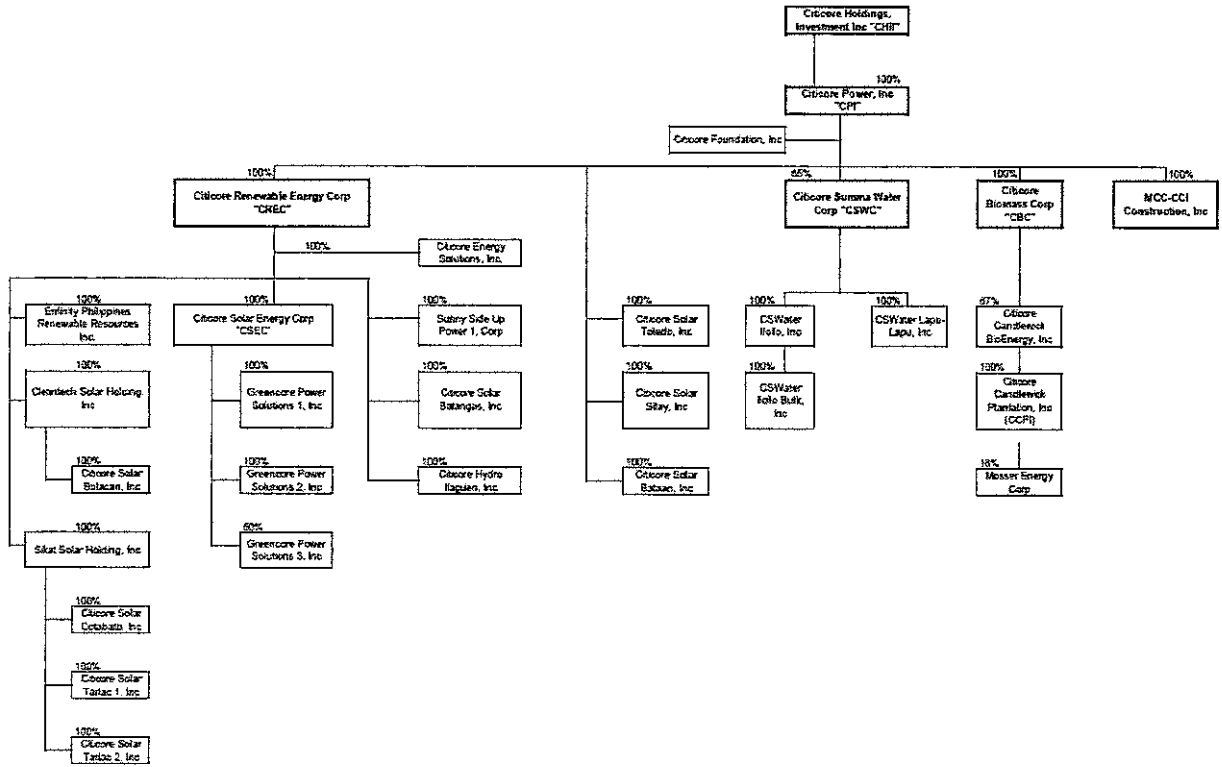 Citicore Holdings,
Investment Inc "CHII"
100%
Citicore Power, Inc
"CPI"
Citicore Foundation, Inc
100%
Citicore Renewable Energy Corp
"CREC"
65%
Citicore Summa Water
Corp "CSWC"
100%
Citicore
Biomass Corp
"CBC"
100%
MCC-CCI
Construction, Inc
100%
Citicore Energy
Solutions, Inc.
100%
Enfinity Philippines
Renewable Resources
Inc.
100%
Citicore Solar Energy Corp
"CSEC"
100%
Sunny Side Up
Power 1, Corp
100%
Citicore Solar
Toledo, Inc.
100%
CSWater
Iloilo, Inc
100%
CSWater Lapu-
Lapu, Inc
67%
Citicore
Candlewick
BioEnergy, Inc
100%
Cleantech Solar Holding,
Inc
100%
Greencore Power
Solutions 1, Inc
100%
Citicore Solar
Batangas, Inc
100%
Citicore Solar
Silay, Inc
100%
CSWater
Iloilo Bulk,
Inc
100%
Citicore
Candlewick
Plantation, Inc
(CCPI)
100%
Citicore Solar
Bulacan, Inc
100%
Greencore Power
Solutions 2, Inc
100%
Citicore Hydro
Ilaguen, Inc
100%
Citicore Solar
Bataan, Inc
Mosser Energy
Corp
100%
Sikat Solar Holding, Inc
Greencore Power
Solutions 3, Inc
100%
Citicore Solar
Cotabato, Inc
100%
Citicore Solar
Tarlac 1, Inc
100%
Citicore Solar
Tarlac 2, Inc